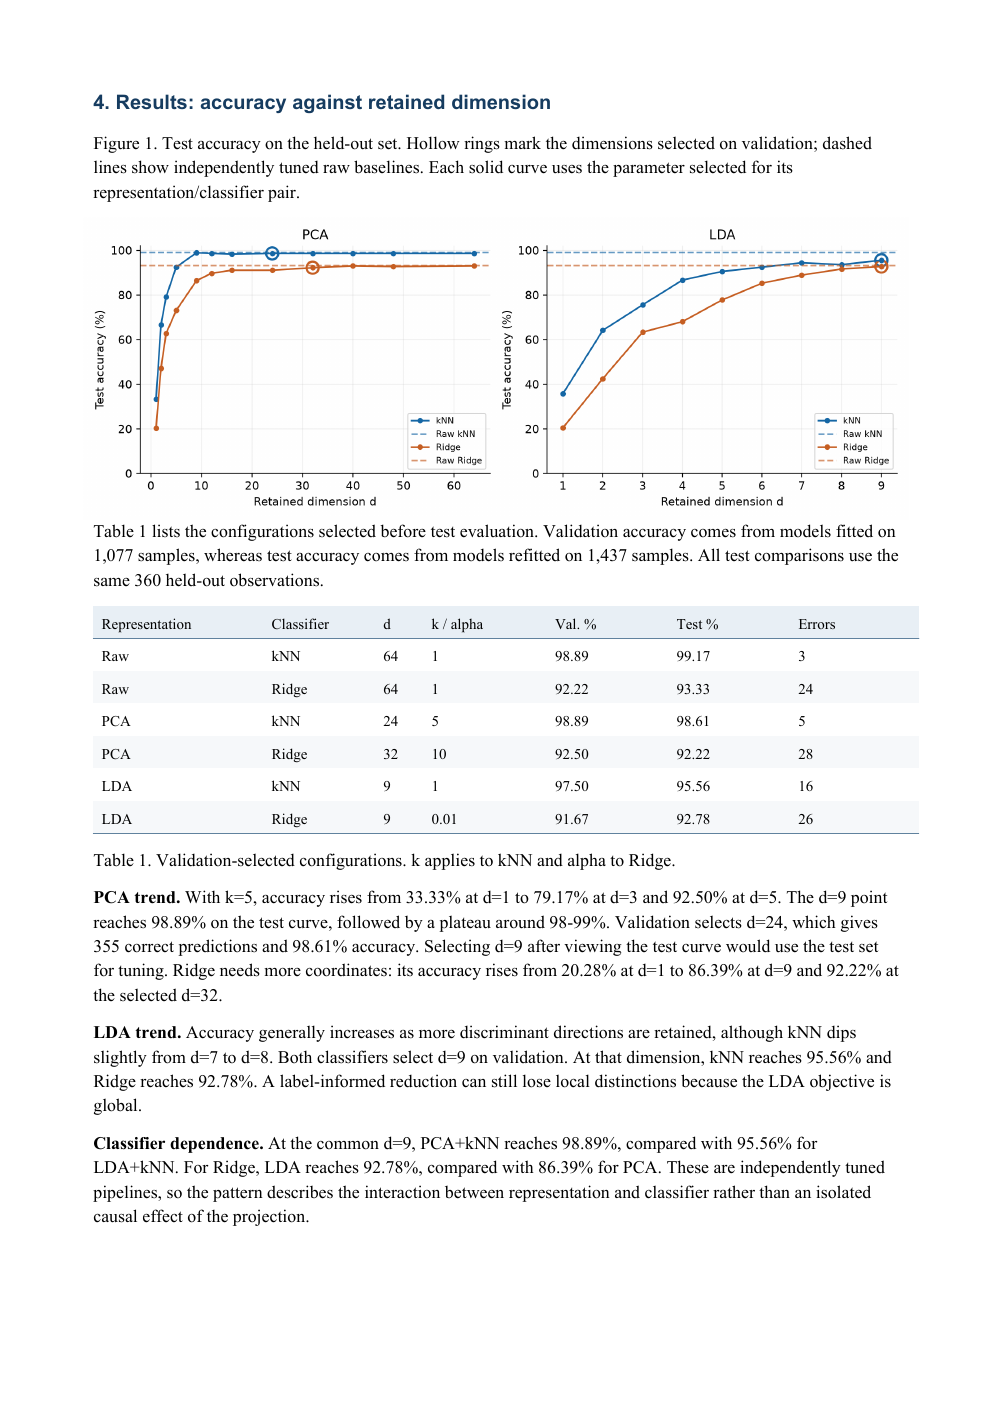 4. Results: accuracy against retained dimension
Figure 1. Test accuracy on the held-out set. Hollow rings mark the dimensions selected on validation; dashed
lines show independently tuned raw baselines. Each solid curve uses the parameter selected for its
representation/classifier pair.
PCA
Test accuracy (%)
100
80
60
40
20
0
0 10 20 30 40 50 60
Retained dimension d
kNN
Raw kNN
Ridge
Raw Ridge
LDA
Test accuracy (%)
100
80
60
40
20
0
1 2 3 4 5 6 7 8 9
Retained dimension d
kNN
Raw kNN
Ridge
Raw Ridge
Table 1 lists the configurations selected before test evaluation. Validation accuracy comes from models fitted on
1,077 samples, whereas test accuracy comes from models refitted on 1,437 samples. All test comparisons use the
same 360 held-out observations.
Representation Classifier d k / alpha Val. % Test % Errors
Raw kNN 64 1 98.89 99.17 3
Raw Ridge 64 1 92.22 93.33 24
PCA kNN 24 5 98.89 98.61 5
PCA Ridge 32 10 92.50 92.22 28
LDA kNN 9 1 97.50 95.56 16
LDA Ridge 9 0.01 91.67 92.78 26
Table 1. Validation-selected configurations. k applies to kNN and alpha to Ridge.
PCA trend. With k=5, accuracy rises from 33.33% at d=1 to 79.17% at d=3 and 92.50% at d=5. The d=9 point
reaches 98.89% on the test curve, followed by a plateau around 98-99%. Validation selects d=24, which gives
355 correct predictions and 98.61% accuracy. Selecting d=9 after viewing the test curve would use the test set
for tuning. Ridge needs more coordinates: its accuracy rises from 20.28% at d=1 to 86.39% at d=9 and 92.22% at
the selected d=32.
LDA trend. Accuracy generally increases as more discriminant directions are retained, although kNN dips
slightly from d=7 to d=8. Both classifiers select d=9 on validation. At that dimension, kNN reaches 95.56% and
Ridge reaches 92.78%. A label-informed reduction can still lose local distinctions because the LDA objective is
global.
Classifier dependence. At the common d=9, PCA+kNN reaches 98.89%, compared with 95.56% for
LDA+kNN. For Ridge, LDA reaches 92.78%, compared with 86.39% for PCA. These are independently tuned
pipelines, so the pattern describes the interaction between representation and classifier rather than an isolated
causal effect of the projection.